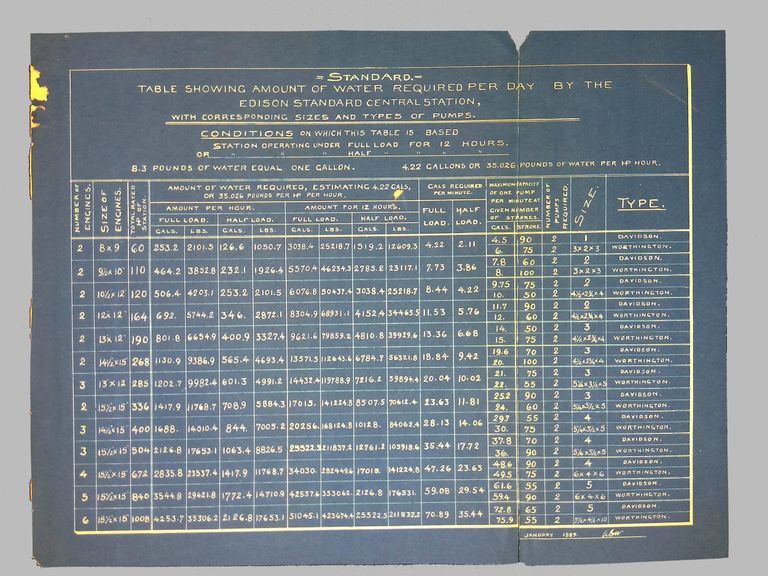 = STANDARD. =
TABLE SHOWING AMOUNT OF WATER REQUIRED PER DAY BY THE
EDISON STANDARD CENTRAL STATION,
WITH CORRESPONDING SIZES AND TYPES OF PUMPS.
CONDITIONS ON WHICH THIS TABLE IS BASED
STATION OPERATING UNDER FULL LOAD FOR 12 HOURS.
OR " " " HALF " " " "
8.3 POUNDS OF WATER EQUAL ONE GALLON. 4.22 GALLONS OR 35.026 POUNDS OF WATER PER HP HOUR.
NUMBER OF ENGINES. SIZE OF ENGINES. TOTAL RATED HP OF STATION. AMOUNT OF WATER REQUIRED, ESTIMATING 4.22 GALS, OR 35.026 POUNDS PER HP PER HOUR. GALS REQUIRED PER MINUTE. MAXIMUM CAPACITY OF ONE PUMP PER MINUTE AT GIVEN NUMBER OF STROKES. NUMBER OF PUMPS REQUIRED. SIZE. TYPE.
AMOUNT PER HOUR. AMOUNT FOR 12 HOURS.
FULL LOAD. HALF LOAD. FULL LOAD. HALF LOAD. FULL LOAD. HALF LOAD.
GALS. LBS. GALS. LBS. GALS. LBS. GALS. LBS. GALS. STROKE.
2 8 x 9 60 253.2 2101.5 126.6 1050.7 3038.4 25218.7 1519.2 12609.3 4.22 2.11
4.5 90 2 1 DAVIDSON.
6. 75 2 3x2x3 WORTHINGTON.
2 9½x10" 110 464.2 3852.8 232.1 1926.4 5570.4 46234.3 2785.2 23117.1 7.73 3.86
7.8 60 2 2 DAVIDSON.
8. 100 2 3x2x3 WORTHINGTON.
2 10½x12" 120 506.4 4203.1 253.2 2101.5 6076.8 50437.4 3038.4 25218.7 8.44 4.22
9.75 75 2 2 DAVIDSON.
10. 50 2 4½x2¾x4 WORTHINGTON.
2 12x12" 164 692. 5744.2 346. 2872.1 8304.9 68931.1 4152.4 34465.5 11.53 5.76
11.7 90 2 2 DAVIDSON.
12. 60 2 4½x2¾x4 WORTHINGTON.
2 13x12" 190 801.8 6654.9 400.9 3327.4 9621.6 79859.2 4810.8 39929.6 13.36 6.68
14. 50 2 3 DAVIDSON.
15. 75 2 4½x2¾x4 WORTHINGTON.
2 14½x15" 268 1130.9 9386.9 565.4 4693.4 13571.5 112643.6 6784.7 56321.8 18.84 9.42
19.6 70 2 3 DAVIDSON.
20. 100 2 4½x2¾x4 WORTHINGTON.
3 13x12" 285 1202.7 9982.4 601.3 4991.2 14432.4 119788.9 7216.2 59894.4 20.04 10.02
21. 75 2 3 DAVIDSON.
22. 55 2 5¼x3½x5 WORTHINGTON.
2 15½x15" 336 1417.9 11768.7 708.9 5884.3 17015. 141224.8 8507.5 70612.4 23.63 11.81
25.2 90 2 3 DAVIDSON.
24. 60 2 5¼x3½x5 WORTHINGTON.
3 14½x15" 400 1688. 14010.4 844. 7005.2 20256. 168124.8 10128. 84062.4 28.13 14.06
29.7 55 2 4 DAVIDSON.
30. 75 2 5¼x3½x5 WORTHINGTON.
3 15½x15" 504 2126.8 17653.1 1063.4 8826.5 25522.5 211837.2 12761.2 105918.6 35.44 17.72
37.8 70 2 4 DAVIDSON.
36. 90 2 5¼x3½x5 WORTHINGTON.
4 15½x15" 672 2835.8 23537.4 1417.9 11768.7 34030. 282449.6 17015. 141224.8 47.26 23.63
48.6 90 2 4 DAVIDSON.
49.5 75 2 6x4x6 WORTHINGTON.
5 15½x15" 840 3544.8 29421.8 1772.4 14710.9 42537.6 353062. 2126.8 176531. 59.08 29.54
61.6 55 2 5 DAVIDSON.
59.4 90 2 6x4x6 WORTHINGTON.
6 15½x15" 1008 4253.7 35306.2 2126.8 17653.1 51045.1 423674.4 25522.5 211837.2 70.89 35.44
72.8 65 2 5 DAVIDSON.
75.9 55 2 7½x4½x10 WORTHINGTON.
JANUARY 1889.